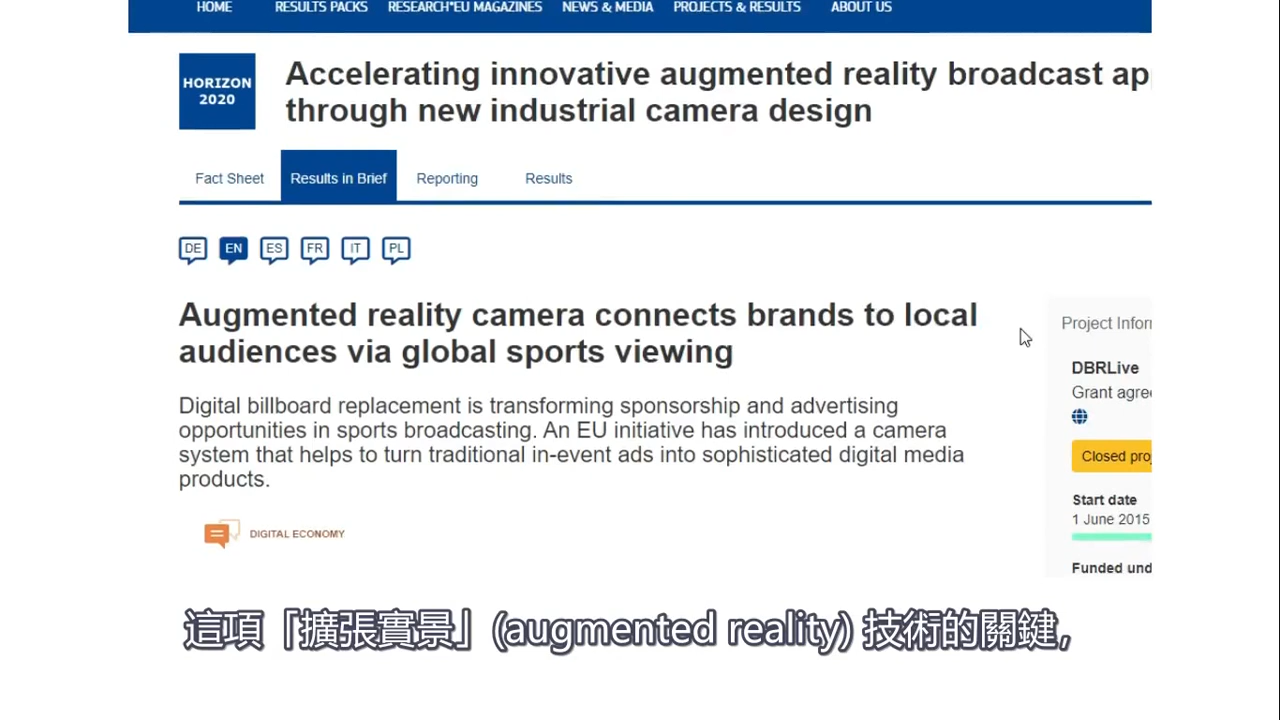 HOME RESULTS PACKS RESEARCH*EU MAGAZINES NEWS & MEDIA PROJECTS & RESULTS ABOUT US
HORIZON
2020
Accelerating innovative augmented reality broadcast
through new industrial camera design
Fact Sheet Results in Brief Reporting Results
DE EN ES FR IT PL
Augmented reality camera connects brands to local
audiences via global sports viewing
Digital billboard replacement is transforming sponsorship and advertising
opportunities in sports broadcasting. An EU initiative has introduced a camera
system that helps to turn traditional in-event ads into sophisticated digital media
products.
DIGITAL ECONOMY
Project
DBRLive
Grant
Closed
Start date
1 June 2015
Funded
這項「擴張實景」(augmented reality) 技術的關鍵,